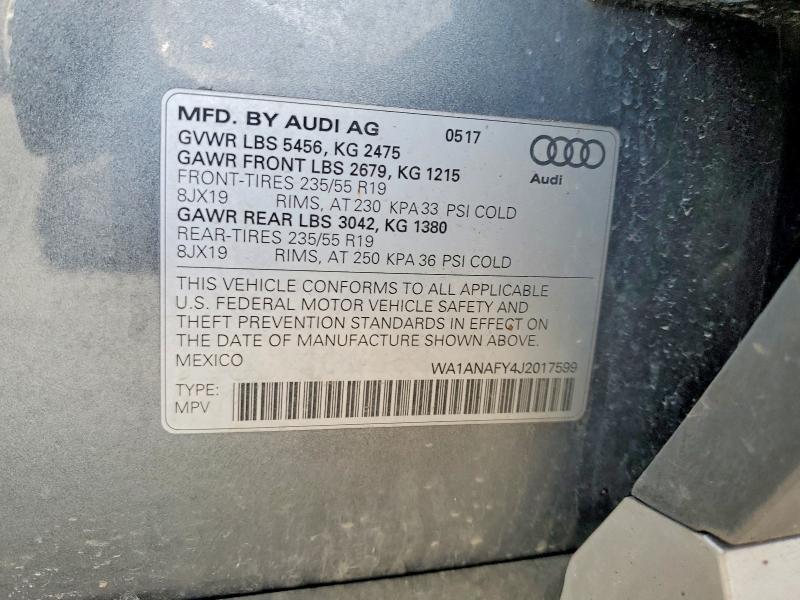 MFD. BY AUDI AG 0517
GVWR LBS 5456, KG 2475
GAWR FRONT LBS 2679, KG 1215
FRONT-TIRES 235/55 R19
8JX19 RIMS, AT 230 KPA 33 PSI COLD
GAWR REAR LBS 3042, KG 1380
REAR-TIRES 235/55 R19
8JX19 RIMS, AT 250 KPA 36 PSI COLD
Audi
THIS VEHICLE CONFORMS TO ALL APPLICABLE
U.S. FEDERAL MOTOR VEHICLE SAFETY AND
THEFT PREVENTION STANDARDS IN EFFECT ON
THE DATE OF MANUFACTURE SHOWN ABOVE.
MEXICO WA1ANAFY4J2017599
TYPE:
MPV